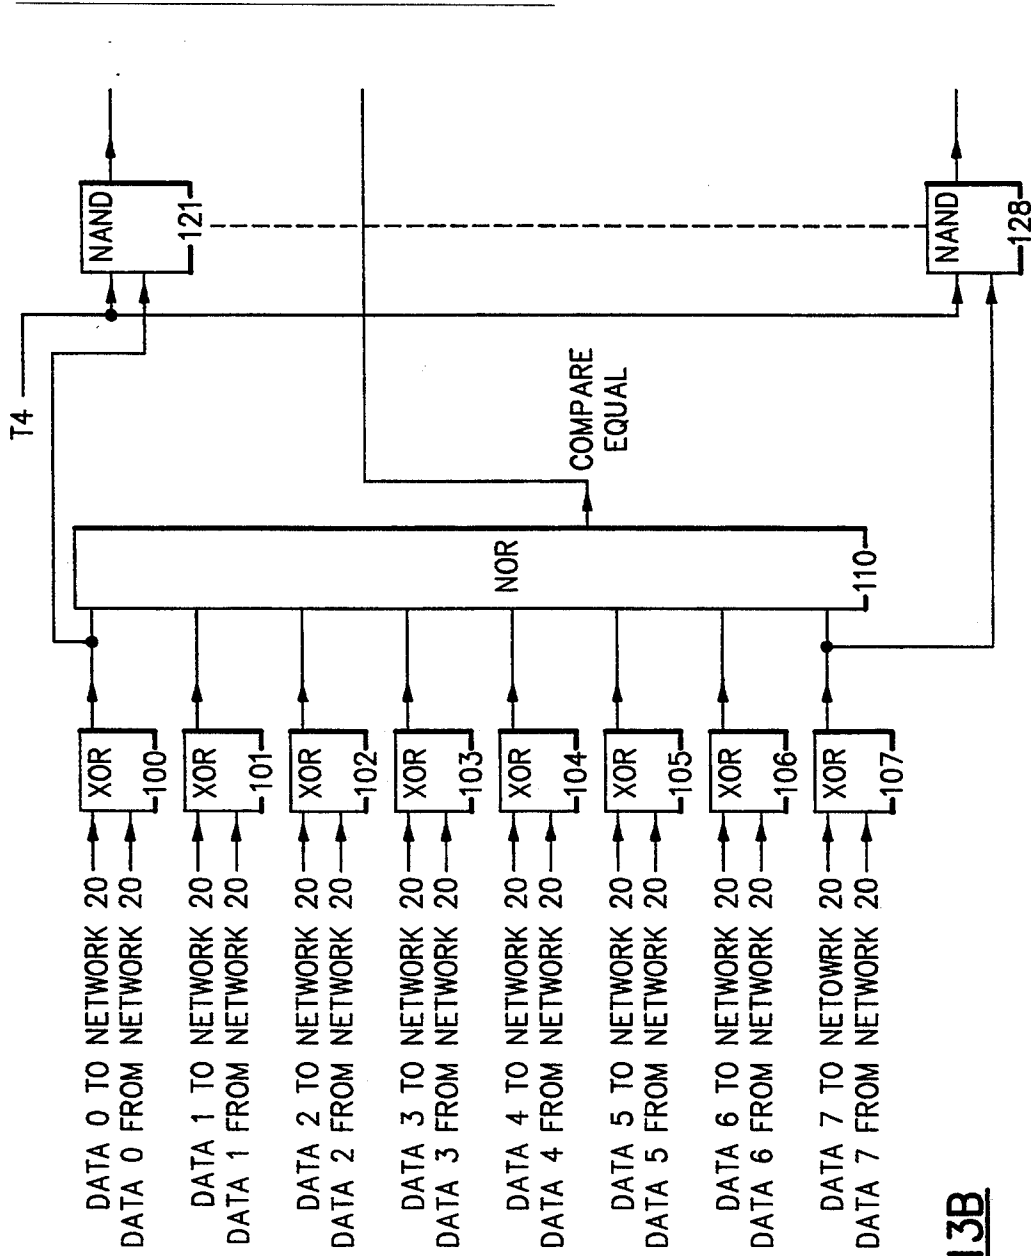 DATA 0 TO NETWORK 20
DATA 0 FROM NETWORK 20
XOR
100
DATA 1 TO NETWORK 20
DATA 1 FROM NETWORK 20
XOR
101
DATA 2 TO NETWORK 20
DATA 2 FROM NETWORK 20
XOR
102
DATA 3 TO NETWORK 20
DATA 3 FROM NETWORK 20
XOR
103
DATA 4 TO NETWORK 20
DATA 4 FROM NETWORK 20
XOR
104
DATA 5 TO NETWORK 20
DATA 5 FROM NETWORK 20
XOR
105
DATA 6 TO NETWORK 20
DATA 6 FROM NETWORK 20
XOR
106
DATA 7 TO NETOWRK 20
DATA 7 FROM NETWORK 20
XOR
107
NOR
110
COMPARE
EQUAL
T4
NAND
121
NAND
128
13B